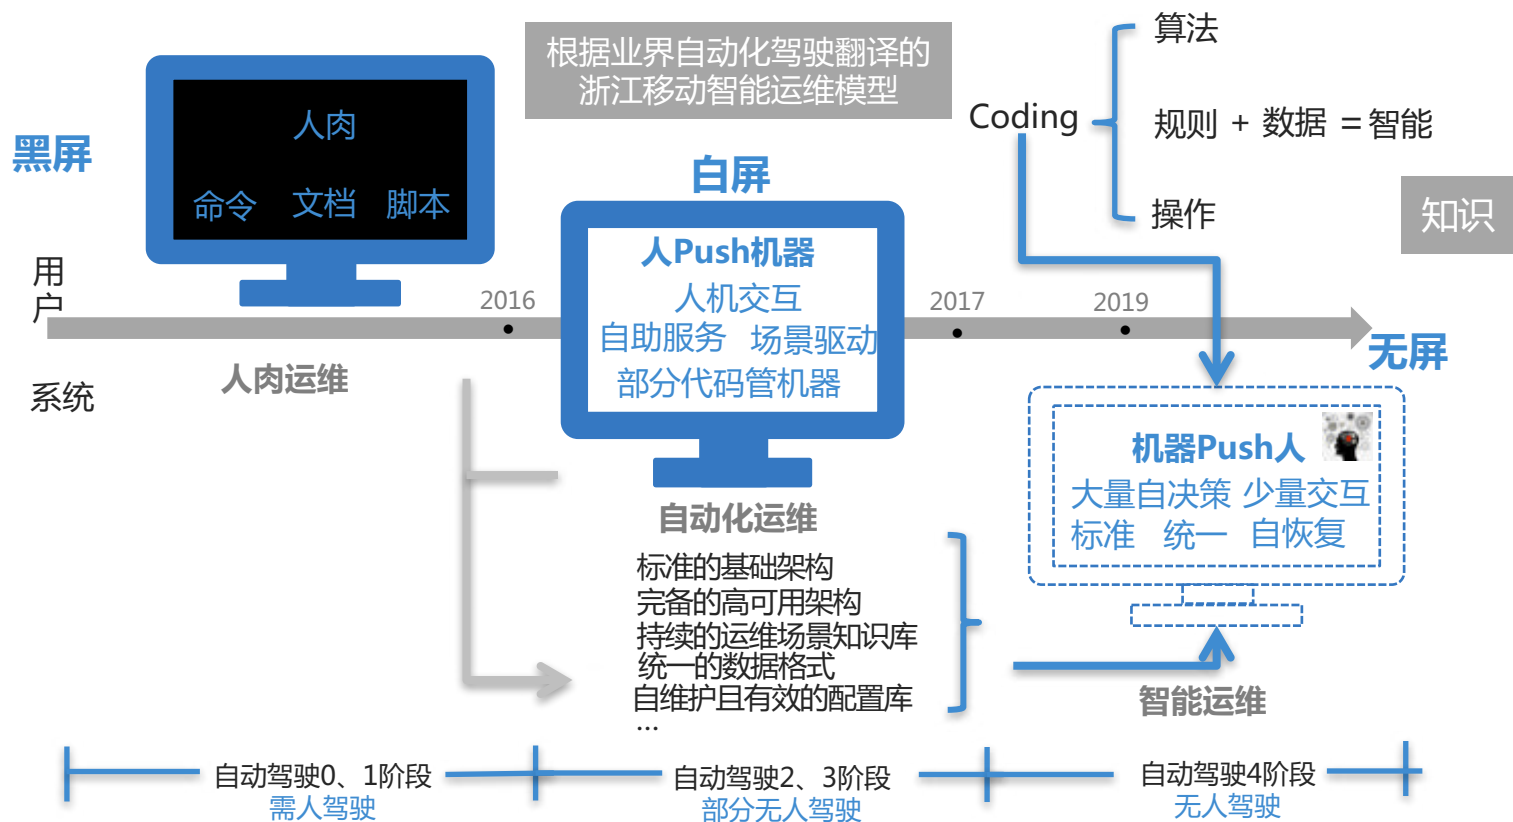 根据业界自动化驾驶翻译的
浙江移动智能运维模型
黑屏
人肉
命令 文档 脚本
白屏
人Push机器
人机交互
自助服务 场景驱动
部分代码管机器
Coding
算法
规则 + 数据 = 智能
操作
知识
用户
系统
2016
2017
2019
人肉运维
无屏
机器Push人
大量自决策 少量交互
标准 统一 自恢复
自动化运维
标准的基础架构
完备的高可用架构
持续的运维场景知识库
统一的数据格式
自维护且有效的配置库
...
智能运维
自动驾驶0、1阶段
需人驾驶
自动驾驶2、3阶段
部分无人驾驶
自动驾驶4阶段
无人驾驶